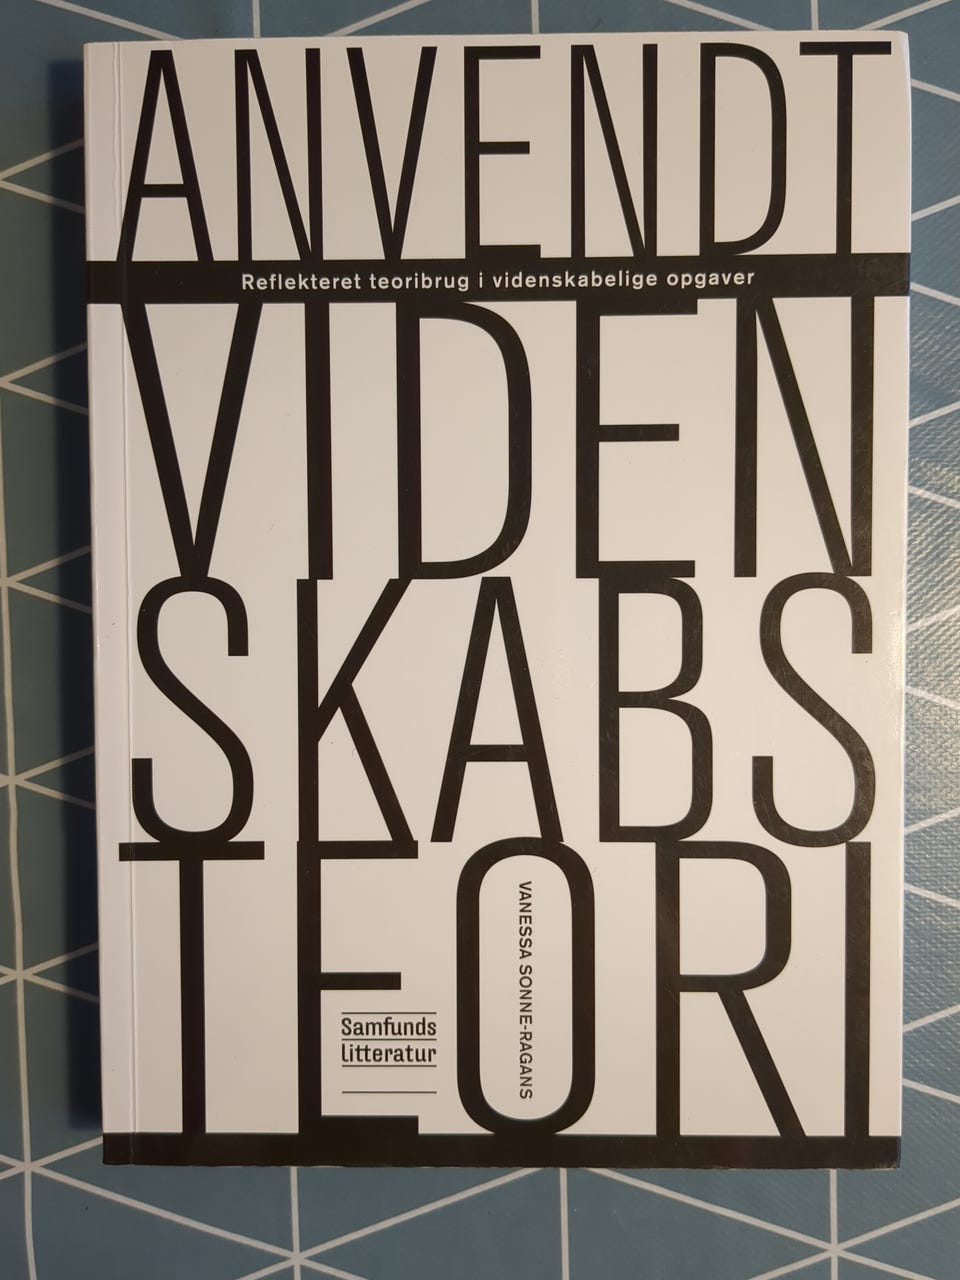 ANVENDT
Reflekteret teoribrug i videnskabelige opgaver
VIDEN
SKABS
TEORI
VANESSA SONNE-RAGANS
Samfunds
litteratur